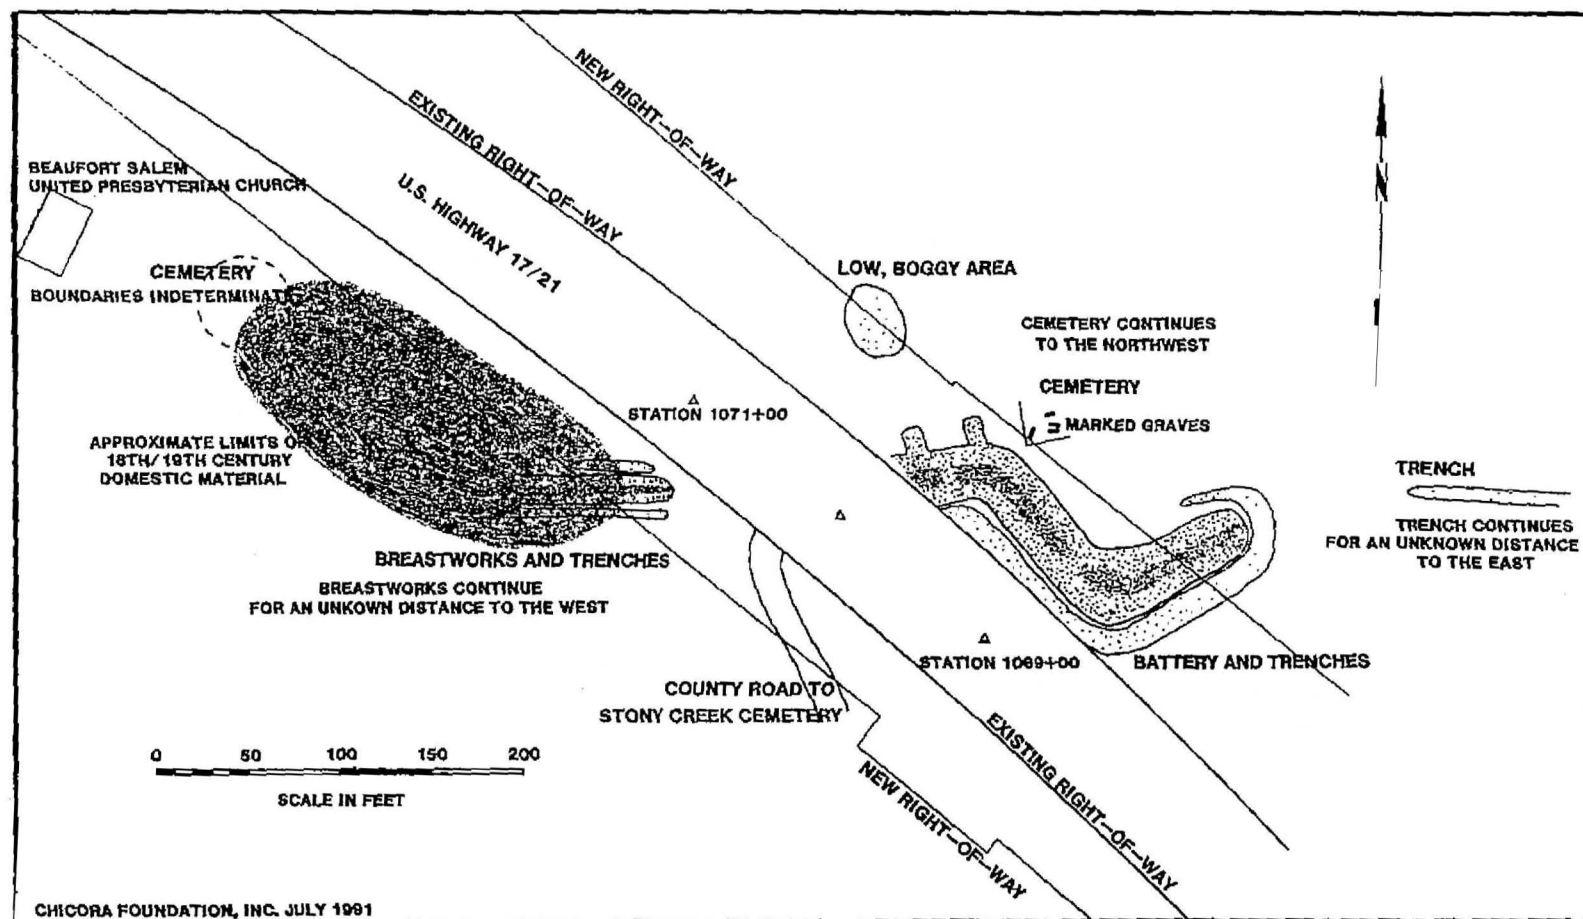 NEW RIGHT-OF-WAY
EXISTING RIGHT-OF-WAY
U.S. HIGHWAY 17/21
BEAUFORT SALEM
UNITED PRESBYTERIAN CHURCH
CEMETERY
BOUNDARIES INDETERMINATE
N
LOW, BOGGY AREA
CEMETERY CONTINUES
TO THE NORTHWEST
CEMETERY
MARKED GRAVES
STATION 1071+00
APPROXIMATE LIMITS OF
18TH/19TH CENTURY
DOMESTIC MATERIAL
TRENCH
TRENCH CONTINUES
FOR AN UNKNOWN DISTANCE
TO THE EAST
BREASTWORKS AND TRENCHES
BREASTWORKS CONTINUE
FOR AN UNKOWN DISTANCE TO THE WEST
STATION 1069+00
BATTERY AND TRENCHES
COUNTY ROAD TO
STONY CREEK CEMETERY
0 50 100 150 200
SCALE IN FEET
EXISTING RIGHT-OF-WAY
NEW RIGHT-OF-WAY
CHICORA FOUNDATION, INC. JULY 1991